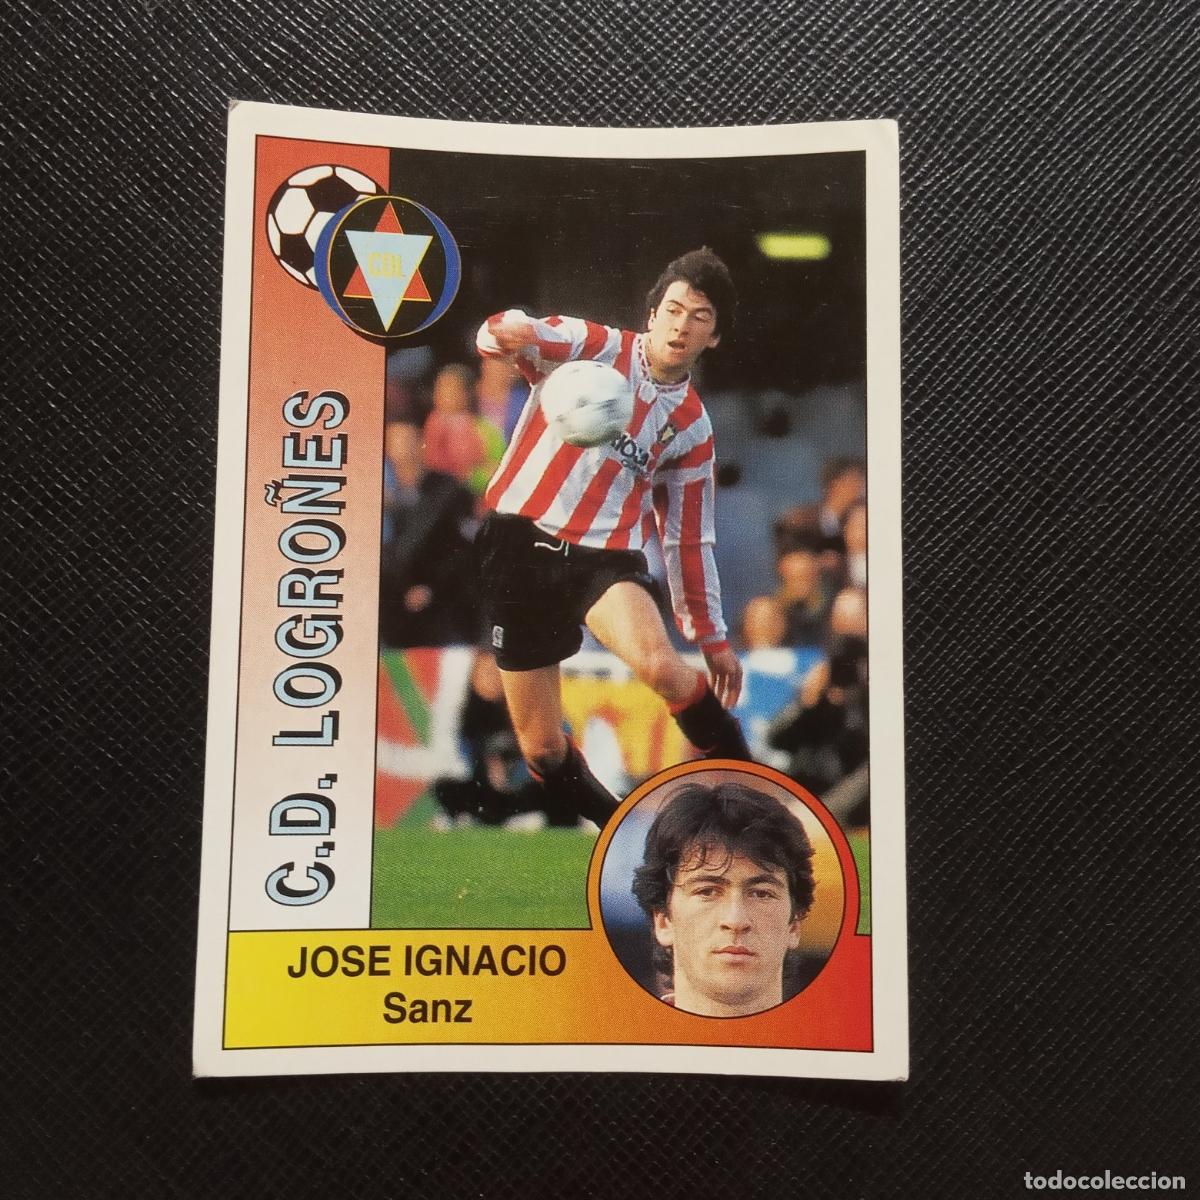 CDL
C.D. LOGROÑES
JOSE IGNACIO
Sanz
todocoleccion